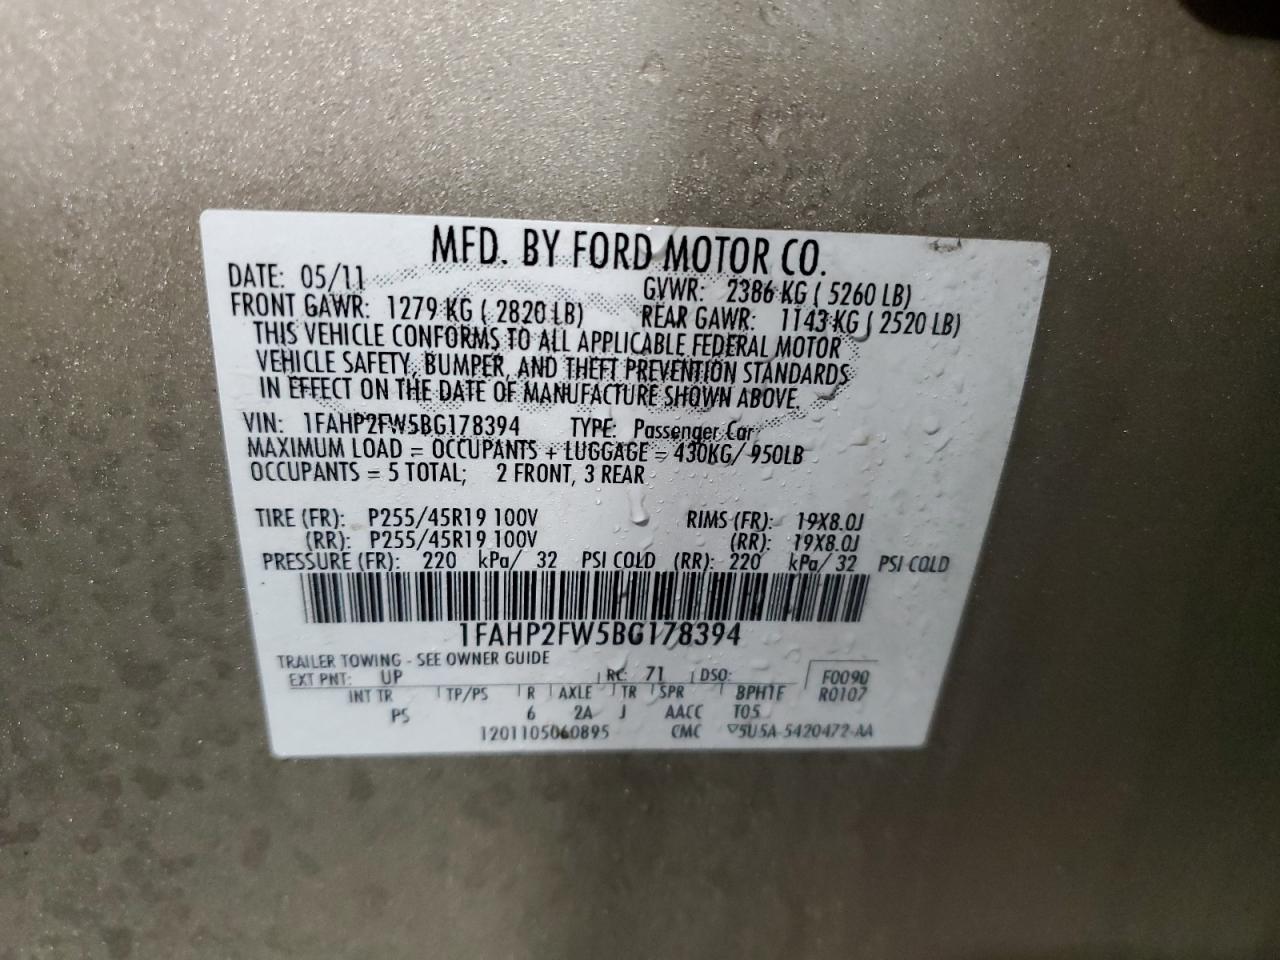 MFD. BY FORD MOTOR CO.
DATE: 05/11 GVWR: 2386 KG ( 5260 LB)
FRONT GAWR: 1279 KG ( 2820 LB) REAR GAWR: 1143 KG ( 2520 LB)
THIS VEHICLE CONFORMS TO ALL APPLICABLE FEDERAL MOTOR
VEHICLE SAFETY, BUMPER, AND THEFT PREVENTION STANDARDS
IN EFFECT ON THE DATE OF MANUFACTURE SHOWN ABOVE.
VIN: 1FAHP2FW5BG178394 TYPE: Passenger Car
MAXIMUM LOAD = OCCUPANTS + LUGGAGE = 430KG/ 950LB
OCCUPANTS = 5 TOTAL; 2 FRONT, 3 REAR
TIRE (FR): P255/45R19 100V RIMS (FR): 19X8.0J
(RR): P255/45R19 100V (RR): 19X8.0J
PRESSURE (FR): 220 kPa/ 32 PSI COLD (RR): 220 kPa/ 32 PSI COLD
1FAHP2FW5BG178394
TRAILER TOWING - SEE OWNER GUIDE
EXT PNT: UP RC: 71 DSO: F0090
INT TR TP/PS R AXLE TR SPR BPHTF R0107
PS 6 2A J AACC T05
1201105060895 CMC 5U5A-5420472-AA